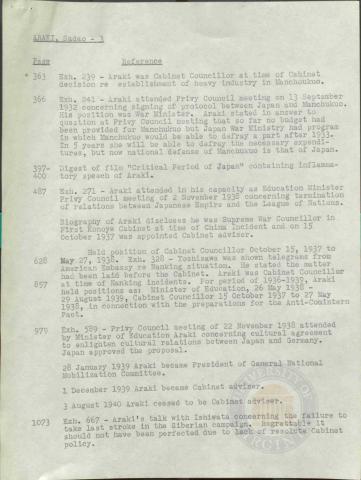 ARAKI, Sadao - 3
Page Reference
363 Exh. 239 - Araki was Cabinet Councillor at time of Cabinet
decision re establishment of heavy industry in Manchoukuo.
366 Exh. 241 - Araki attended Privy Council meeting on 13 September
1932 concerning signing of protocol between Japan and Manchukuo.
His position was War Minister. Araki stated in answer to
question at Privy Council meeting that so far no budget had
been provided for Manchukuo but Japan War Ministry had program
in which Manchukuo would be able to defray a part after 1933.
In 5 years she will be able to defray the necessary expendi-
tures, but now national defense of Manchukuo is that of Japan.
397-
400 Digest of film "Critical Period of Japan" containing inflamma-
tory speech of Araki.
487 Exh. 271 - Araki attended in his capacity as Education Minister
Privy Council meeting of 2 November 1938 concerning termination
of relations between Japanese Empire and the League of Nations.
Biography of Araki discloses he was Supreme War Councillor in
First Konoye Cabinet at time of China Incident and on 15
October 1937 was appointed Cabinet adviser.
Held position of Cabinet Councillor October 15, 1937 to
628 May 27, 1938. Exh. 328 - Yoshizawa was shown telegrams from
American Embassy re Nanking situation. He stated the matter
had been laid before the Cabinet. Araki was Cabinet Councillor
857 at time of Nanking incidents. For period of 1936-1939, Araki
held positions as: Minister of Education, 26 May 1938 -
29 August 1939, Cabinet Councillor 15 October 1937 to 27 May
1938, in connection with the preparations for the Anti-Comintern
Pact.
979 Exh. 589 - Privy Council meeting of 22 November 1938 attended
by Minister of Education Araki concerning cultural agreement
to enlighten cultural relations between Japan and Germany.
Japan approved the proposal.
28 January 1939 Araki became President of General National
Mobilization Committee.
1 December 1939 Araki became Cabinet adviser.
3 August 1940 Araki ceased to be Cabinet adviser.
1073 Exh. 667 - Araki's talk with Ishiwata concerning the failure to
take last stroke in the Siberian campaign. Regrettable it
should not have been perfected due to lack of resolute Cabinet
policy.